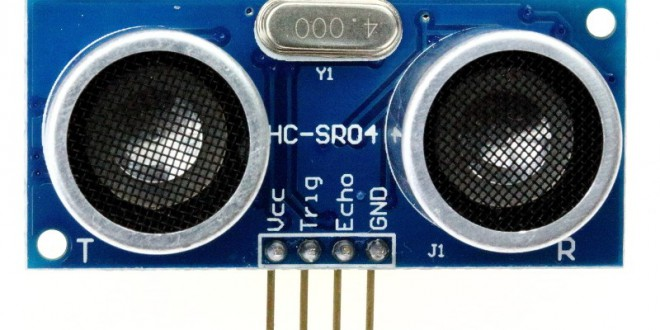 4.000
Y1
HC-SR04
Vcc
Trig
Echo
GND
T
J1
R